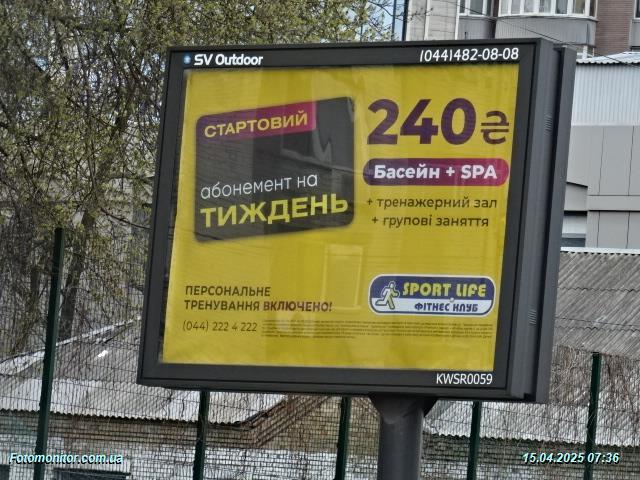 SV Outdoor (044)482-08-08
СТАРТОВИЙ
абонемент на
ТИЖДЕНЬ
240₴
Басейн + SPA
+ тренажерний зал
+ групові заняття
ПЕРСОНАЛЬНЕ
ТРЕНУВАННЯ ВКЛЮЧЕНО!
(044) 222 4 222
SPORT LIFE
ФІТНЕС КЛУБ
KWSR0059
Fotomonitor.com.ua
15.04.2025 07:36